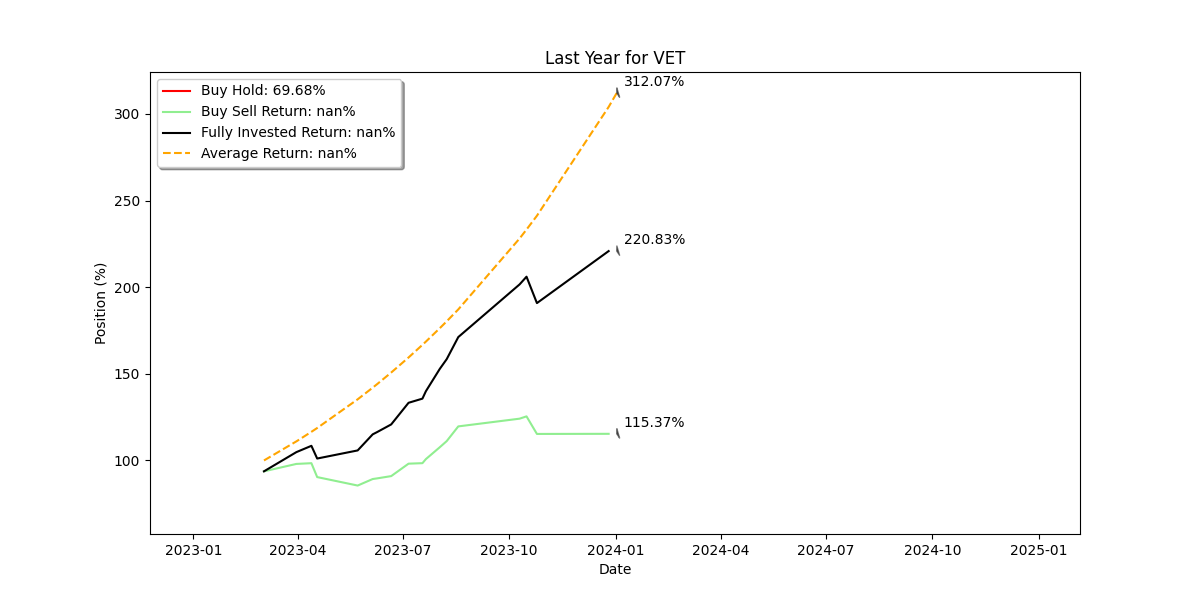 Last Year for VET
Buy Hold: 69.68%
Buy Sell Return: nan%
Fully Invested Return: nan%
Average Return: nan%
312.07%
220.83%
115.37%
Position (%)
300
250
200
150
100
2023-01 2023-04 2023-07 2023-10 2024-01 2024-04 2024-07 2024-10 2025-01
Date